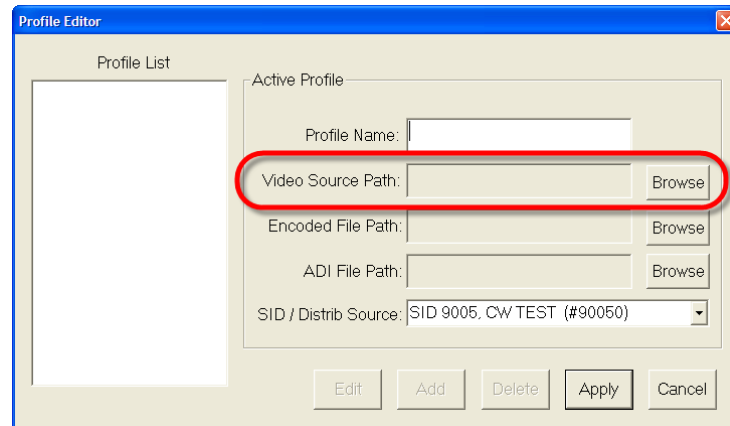 Profile Editor
Profile List
Active Profile
Profile Name:
Video Source Path:
Browse
Encoded File Path:
Browse
ADI File Path:
Browse
SID / Distrib Source:
SID 9005, CW TEST (#90050)
Edit
Add
Delete
Apply
Cancel